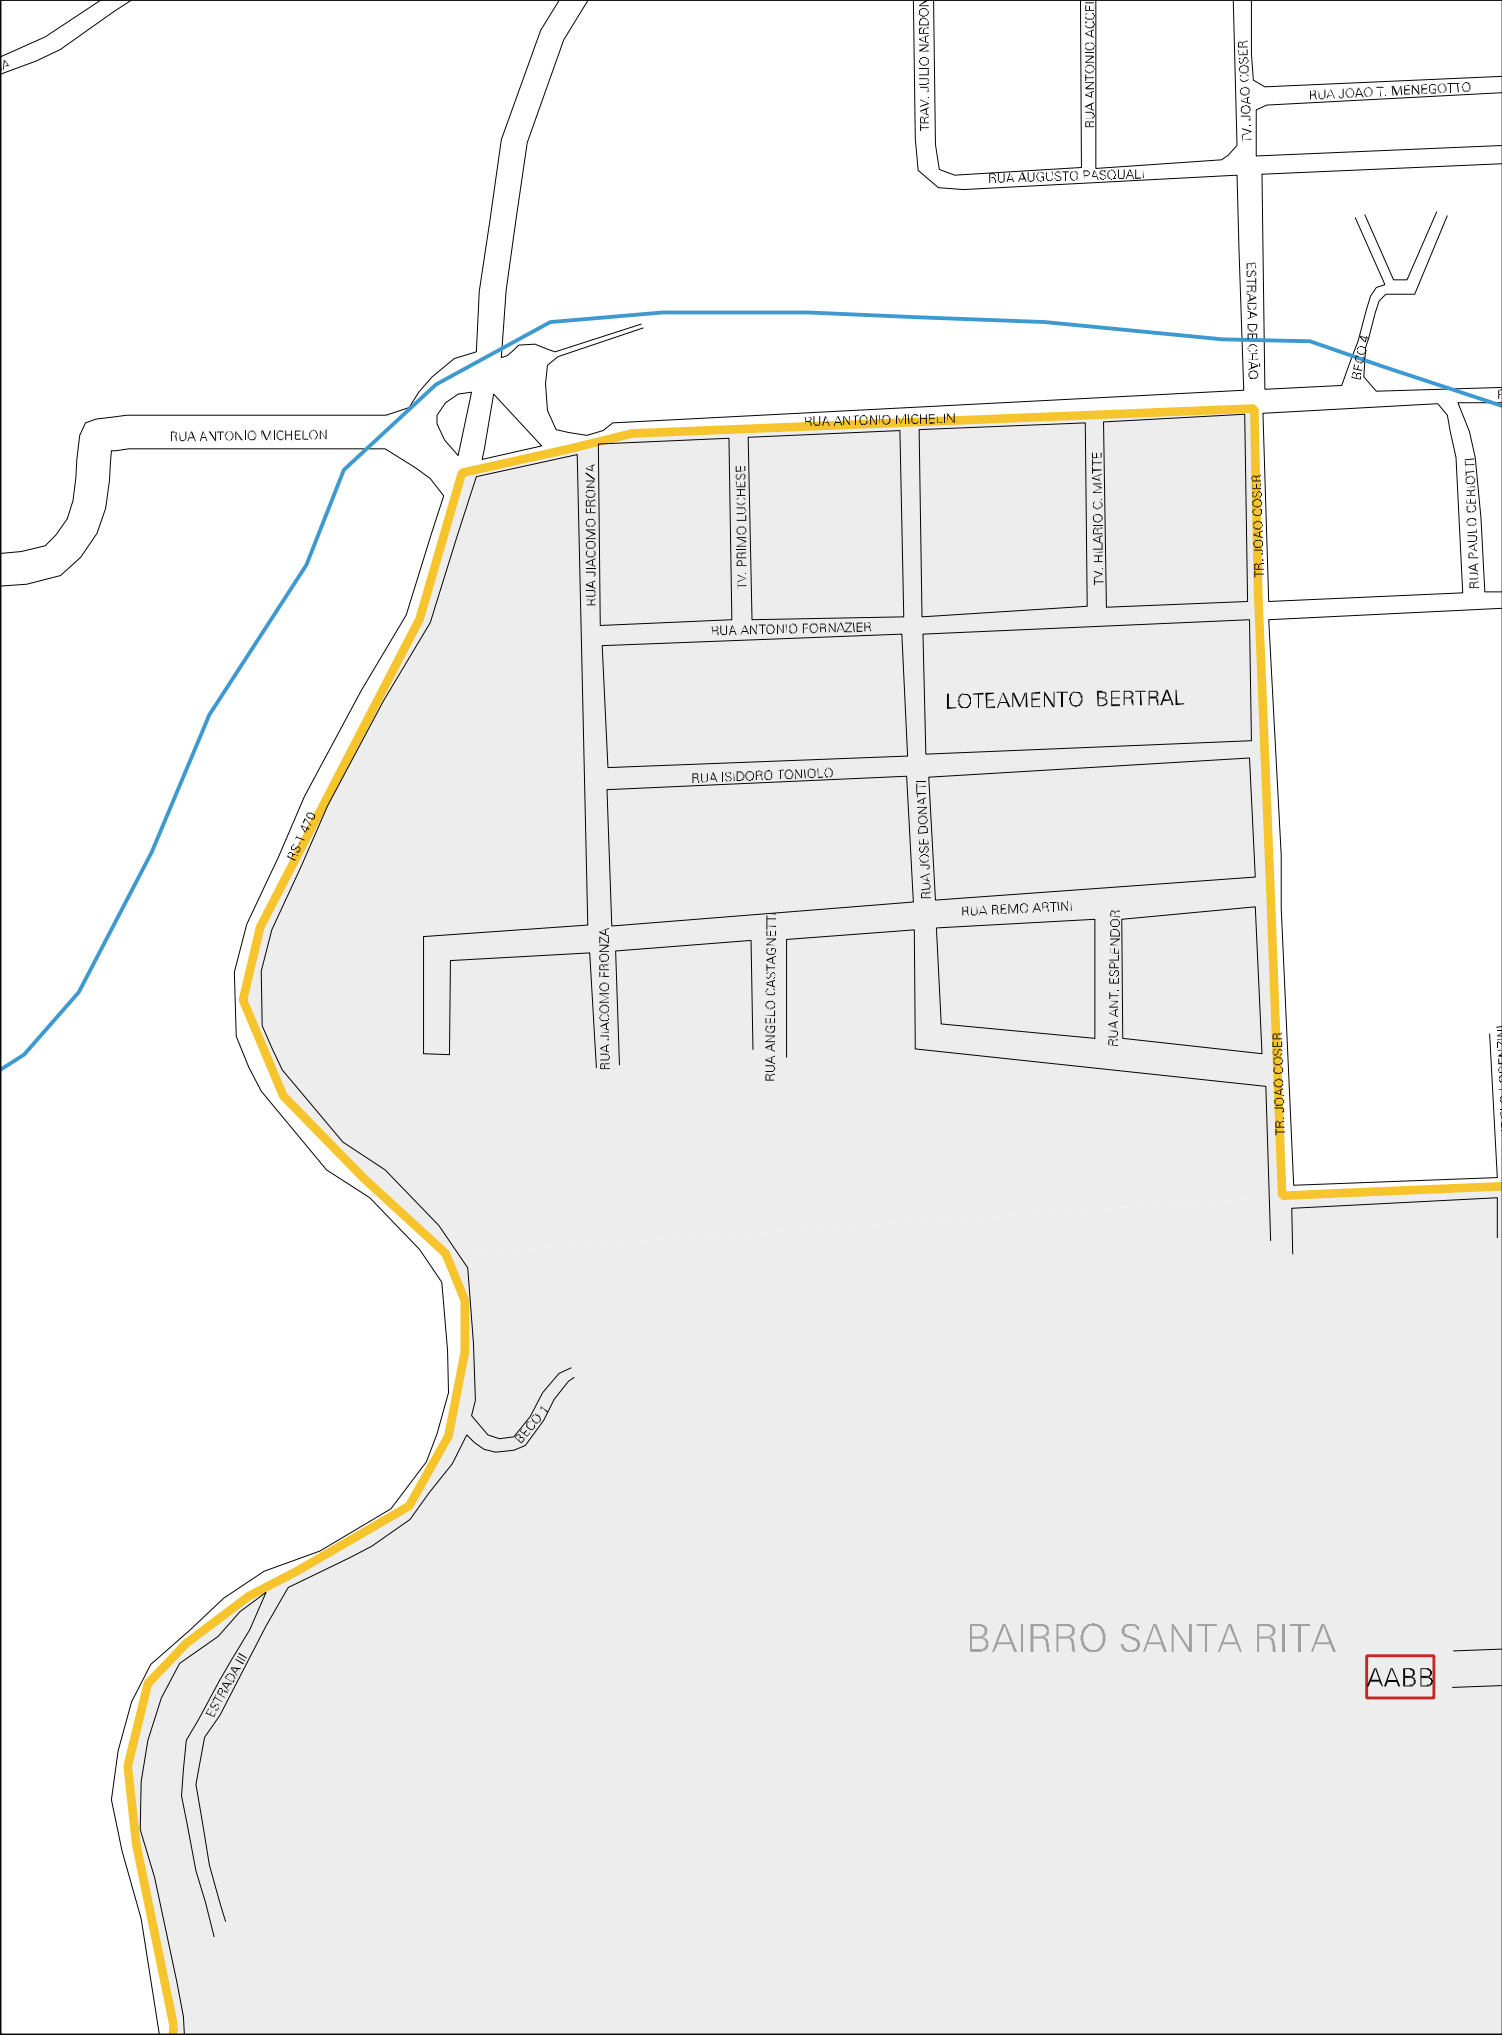 TRAV. JULIO NARDON
RUA ANTONIO ACCE
TV. JOAO COSER
RUA JOAO T. MENEGOTTO
RUA AUGUSTO PASQUALI
ESTRADA DE CHÃO
BECO 4
RUA ANTONIO MICHELON
RUA ANTONIO MICHELIN
RUA JIACOMO FRONZA
TV. PRIMO LUCHESE
TV. HILARIO C. MATTE
TR. JOAO COSER
RUA PAULO CERIOTTI
RUA ANTONIO FORNAZIER
LOTEAMENTO BERTRAL
RUA ISIDORO TONIOLO
RUA JOSE DONATTI
RS-T 470
RUA REMO ARTINI
RUA JIACOMO FRONZA
RUA ANGELO CASTAGNETTI
RUA ANT. ESPLENDOR
TR. JOAO COSER
BECO 1
BAIRRO SANTA RITA
AABB
ESTRADA III